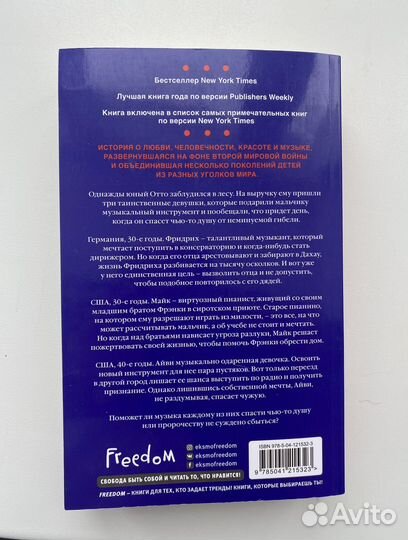 Бестселлер New York Times
Лучшая книга года по версии Publishers Weekly
Книга включена в список самых примечательных книг
по версии New York Times
ИСТОРИЯ О ЛЮБВИ, ЧЕЛОВЕЧНОСТИ, КРАСОТЕ И МУЗЫКЕ,
РАЗВЕРНУВШАЯСЯ НА ФОНЕ ВТОРОЙ МИРОВОЙ ВОЙНЫ
И ОБЪЕДИНИВШАЯ НЕСКОЛЬКО ПОКОЛЕНИЙ ДЕТЕЙ
ИЗ РАЗНЫХ УГОЛКОВ МИРА.
Однажды юный Отто заблудился в лесу. На выручку ему пришли
три таинственные девушки, которые подарили мальчику
музыкальный инструмент и пообещали, что придет день,
когда он спасет чью-то душу от неминуемой гибели.
Германия, 30-е годы. Фридрих – талантливый музыкант, который
мечтает поступить в консерваторию и когда-нибудь стать
дирижером. Но когда его отца арестовывают и забирают в Дахау,
жизнь Фридриха разбивается на тысячу осколков. И вот уже
у него единственная цель – вызволить отца и не допустить,
чтобы подобное повторилось с его дядей.
США, 30-е годы. Майк – виртуозный пианист, живущий со своим
младшим братом Фрэнки в сиротском приюте. Старое пианино,
на котором ему разрешают играть из милости, – это все, на что
может рассчитывать мальчик, а об учебе не стоит и мечтать.
Но когда над братьями нависает угроза разлуки, Майк решает
пожертвовать своей жизнью, чтобы помочь Фрэнки обрести дом.
США, 40-е годы. Айви музыкально одаренная девочка. Освоить
новый инструмент для нее пара пустяков. Вот только переезд
в другой город лишает ее шанса выступить по радио и получить
признание. Однако лишившись собственной мечты, Айви,
не раздумывая, спасает чужую.
Поможет ли музыка каждому из них спасти чью-то душу
или пророчеству не суждено сбыться?
Freedom
eksmofreedom
eksmofreedom
eksmofreedom
СВОБОДА БЫТЬ СОБОЙ И ЧИТАТЬ ТО, ЧТО НРАВИТСЯ!
FREEDOM – КНИГИ ДЛЯ ТЕХ, КТО ЗАДАЕТ ТРЕНДЫ! КНИГИ, КОТОРЫЕ ВЫБИРАЕШЬ ТЫ!
ISBN 978-5-04-121532-3
9 785041 215323 >
Avito